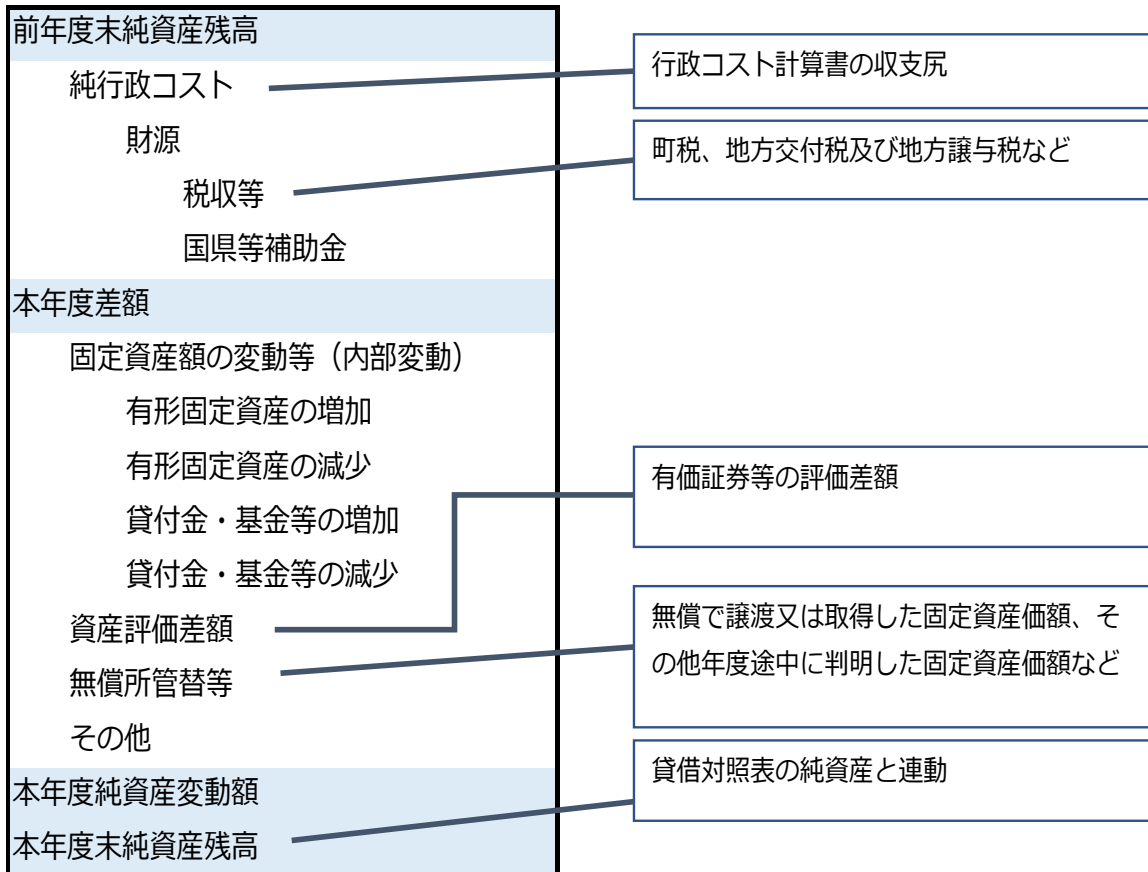 前年度末純資産残高
純行政コスト
財源
税収等
国県等補助金
本年度差額
固定資産額の変動等（内部変動）
有形固定資産の増加
有形固定資産の減少
貸付金・基金等の増加
貸付金・基金等の減少
資産評価差額
無償所管替等
その他
本年度純資産変動額
本年度末純資産残高
行政コスト計算書の収支尻
町税、地方交付税及び地方譲与税など
有価証券等の評価差額
無償で譲渡又は取得した固定資産価額、そ
の他年度途中に判明した固定資産価額など
貸借対照表の純資産と連動